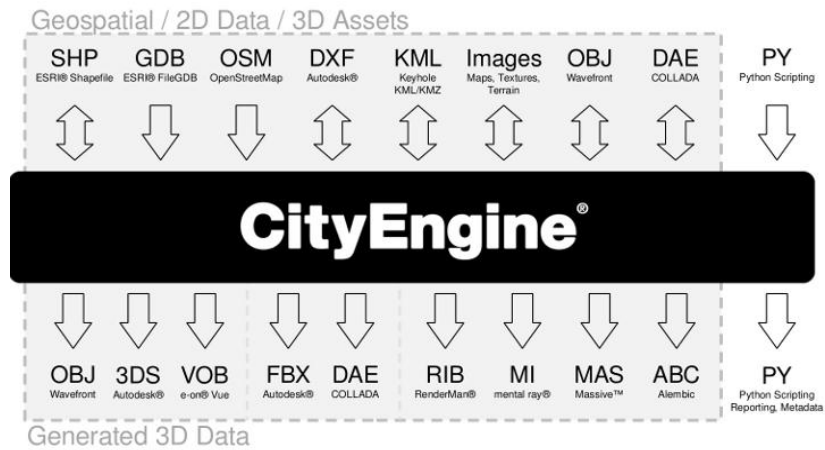 Geospatial / 2D Data / 3D Assets
SHP GDB OSM DXF KML Images OBJ DAE PY
ESRI® Shapefile ESRI® FileGDB OpenStreetMap Autodesk® Keyhole Maps, Textures, Wavefront COLLADA Python Scripting
KML/KMZ Terrain
CityEngine®
OBJ 3DS VOB FBX DAE RIB MI MAS ABC PY
Wavefront Autodesk® e-on® Vue Autodesk® COLLADA RenderMan® mental ray® Massive™ Alembic Python Scripting
Reporting, Metadata
Generated 3D Data